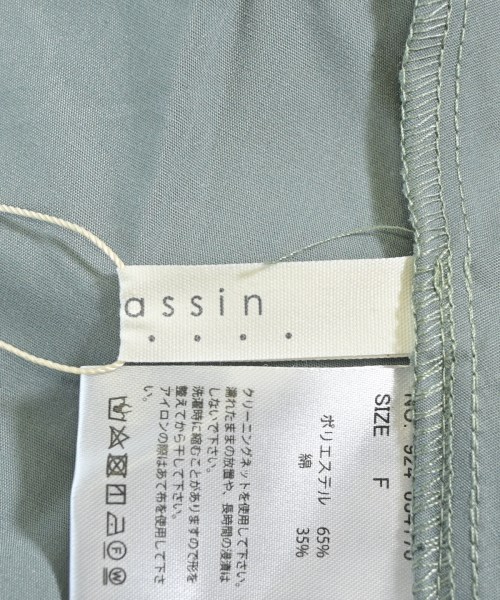 assin
SIZE F
ポリエステル 65%
綿 35%
クリーニングネットを使用して下さい。
濡れたままの放置や、長時間の浸漬は
しないで下さい。
洗濯時に縮むことがありますので形を
整えてから干して下さい。
アイロンの際はあて布を使用して下さ
い。